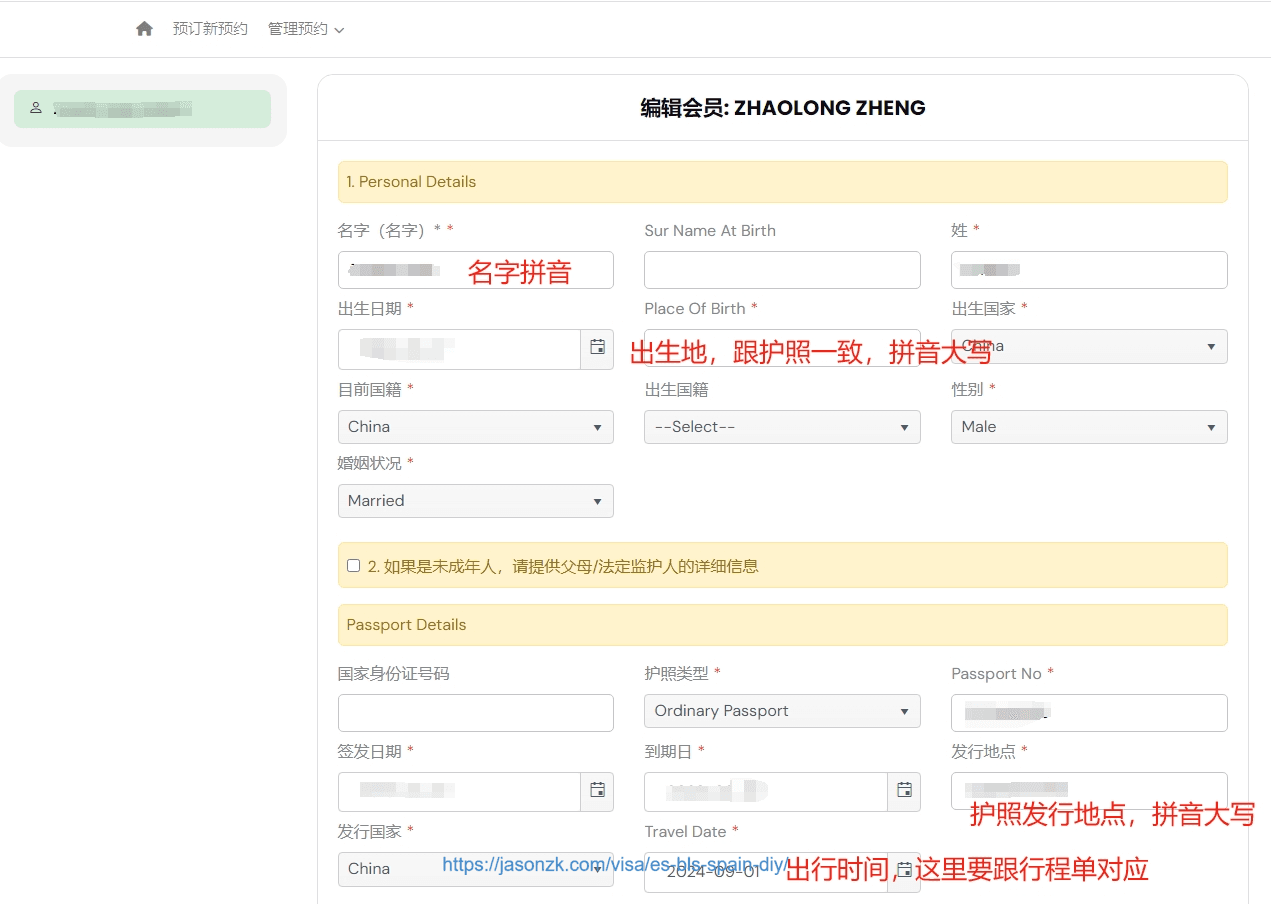 预订新预约 管理预约
编辑会员: ZHAOLONG ZHENG
1. Personal Details
名字（名字）* * Sur Name At Birth 姓 *
名字拼音
出生日期 * Place Of Birth * 出生国家 *
出生地，跟护照一致，拼音大写 China
目前国籍 * 出生国籍 性别 *
China --Select-- Male
婚姻状况 *
Married
2. 如果是未成年人，请提供父母/法定监护人的详细信息
Passport Details
国家身份证号码 护照类型 * Passport No *
Ordinary Passport
签发日期 * 到期日 * 发行地点 *
护照发行地点，拼音大写
发行国家 * Travel Date *
China https://jasonzk.com/visa/es-bls-spain-diy/ 2024-09-01 出行时间，这里要跟行程单对应